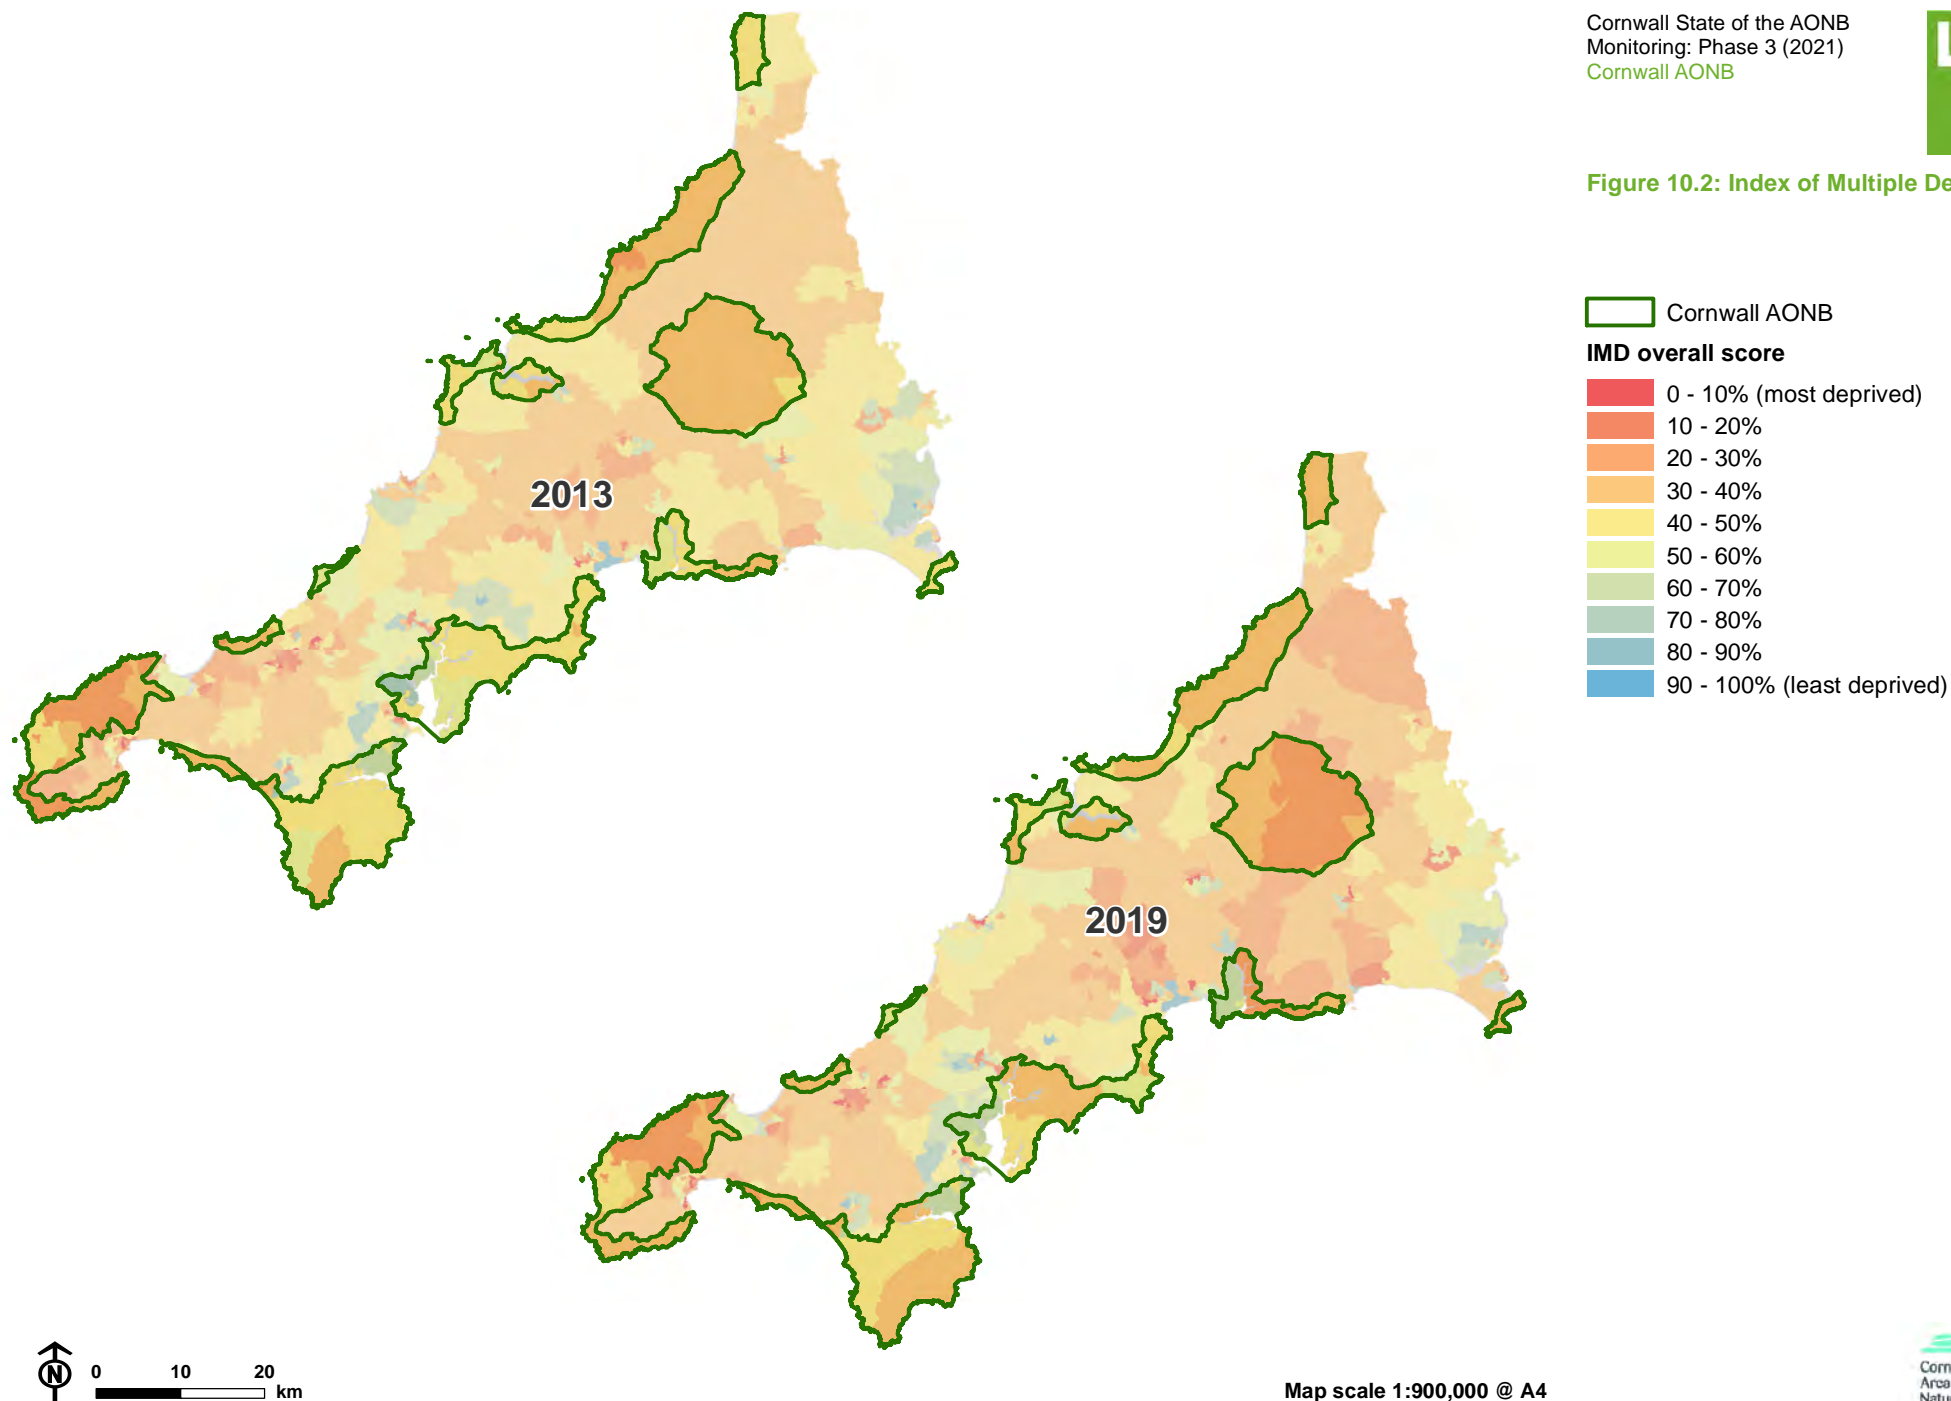 Cornwall State of the AONB
Monitoring: Phase 3 (2021)
Cornwall AONB
Figure 10.2: Index of Multiple
Cornwall AONB
IMD overall score
0 - 10% (most deprived)
10 - 20%
20 - 30%
30 - 40%
40 - 50%
50 - 60%
60 - 70%
70 - 80%
80 - 90%
90 - 100% (least deprived)
2013
2019
N
0 10 20
km
Map scale 1:900,000 @ A4